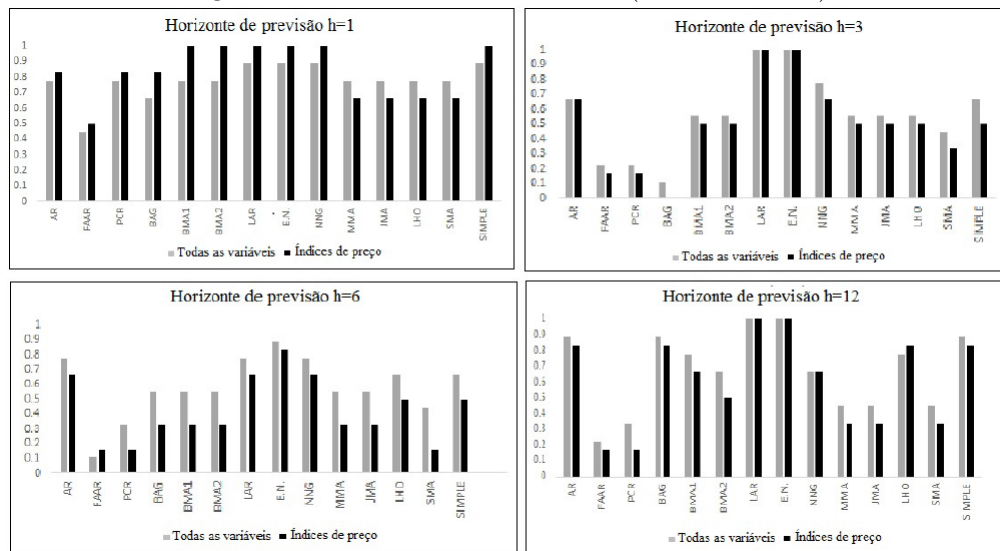 Horizonte de previsão h=1
1
0.9
0.8
0.7
0.6
0.5
0.4
0.3
0.2
0.1
0
AR
FAAR
PCR
BAG
BMA1
BMA2
LAR
E.N.
NNG
MMA
JMA
LHO
SMA
SIMPLE
Todas as variáveis Índices de preço
Horizonte de previsão h=3
1
0.9
0.8
0.7
0.6
0.5
0.4
0.3
0.2
0.1
0
AR
FAAR
PCR
BAG
BMA1
BMA2
LAR
E.N.
NNG
MMA
JMA
LHO
SMA
SIMPLE
Todas as variáveis Índices de preço
Horizonte de previsão h=6
1
0.9
0.8
0.7
0.6
0.5
0.4
0.3
0.2
0.1
0
AR
FAAR
PCR
BAG
BMA1
BMA2
LAR
E.N.
NNG
MMA
JMA
LHO
SMA
SIMPLE
Todas as variáveis Índices de preço
Horizonte de previsão h=12
1
0.9
0.8
0.7
0.6
0.5
0.4
0.3
0.2
0.1
0
AR
FAAR
PCR
BAG
BMA1
BMA2
LAR
E.N.
NNG
MMA
JMA
LHO
SMA
SIMPLE
Todas as variáveis Índices de preço